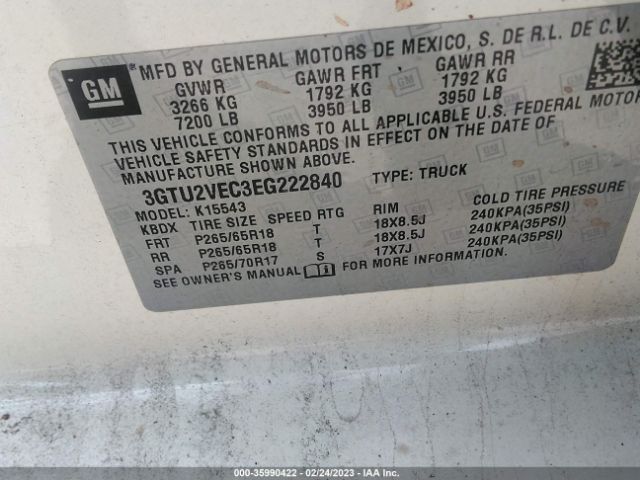 GM
MFD BY GENERAL MOTORS DE MEXICO, S. DE R.L. DE C.V.
GVWR GAWR FRT GAWR RR
3266 KG 1792 KG 1792 KG
7200 LB 3950 LB 3950 LB
THIS VEHICLE CONFORMS TO ALL APPLICABLE U.S. FEDERAL MOTOR
VEHICLE SAFETY STANDARDS IN EFFECT ON THE DATE OF
MANUFACTURE SHOWN ABOVE.
3GTU2VEC3EG222840 TYPE: TRUCK
MODEL: K15543
KBDX TIRE SIZE SPEED RTG RIM COLD TIRE PRESSURE
FRT P265/65R18 T 18X8.5J 240KPA(35PSI)
RR P265/65R18 T 18X8.5J 240KPA(35PSI)
SPA P265/70R17 S 17X7J 240KPA(35PSI)
SEE OWNER'S MANUAL FOR MORE INFORMATION.
000-35990422 - 02/24/2023 - IAA Inc.